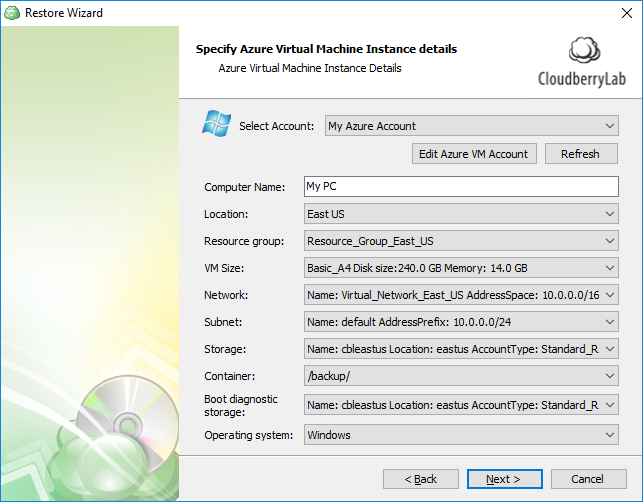 Restore Wizard
Specify Azure Virtual Machine Instance details
Azure Virtual Machine Instance Details
CloudberryLab
Select Account: My Azure Account
Edit Azure VM Account Refresh
Computer Name: My PC
Location: East US
Resource group: Resource_Group_East_US
VM Size: Basic_A4 Disk size:240.0 GB Memory: 14.0 GB
Network: Name: Virtual_Network_East_US AddressSpace: 10.0.0.0/16
Subnet: Name: default AddressPrefix: 10.0.0.0/24
Storage: Name: cbleastus Location: eastus AccountType: Standard_R
Container: /backup/
Boot diagnostic
storage: Name: cbleastus Location: eastus AccountType: Standard_R
Operating system: Windows
< Back Next > Cancel